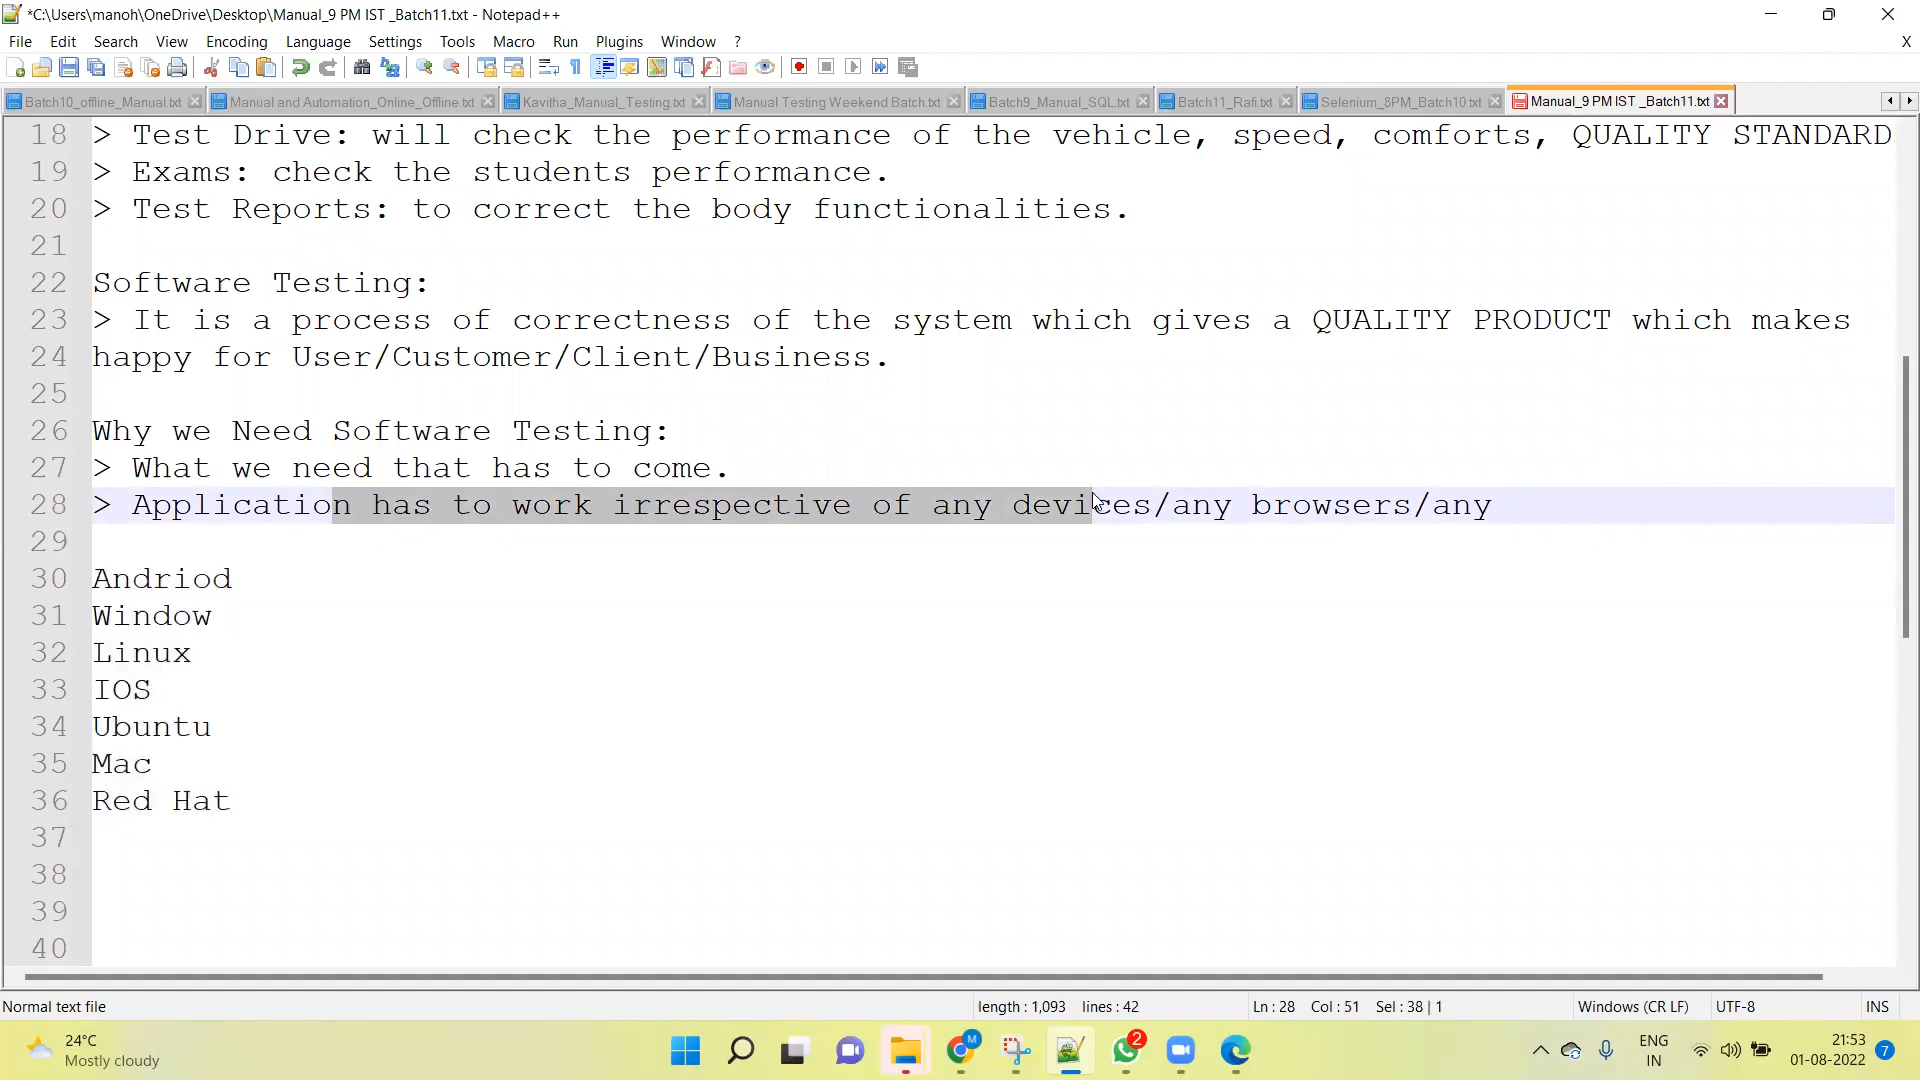 *C:\Users\manoh\OneDrive\Desktop\Manual_9 PM IST _Batch11.txt - Notepad++
File Edit Search View Encoding Language Settings Tools Macro Run Plugins Window ? X
Batch10_offline_Manual.txt Manual and Automation_Online_Offline.txt Kavitha_Manual_Testing.txt Manual Testing Weekend Batch.txt Batch9_Manual_SQL.txt Batch11_Rafi.txt Selenium_8PM_Batch10.txt Manual_9 PM IST _Batch11.txt
18 > Test Drive: will check the performance of the vehicle, speed, comforts, QUALITY STANDARD
19 > Exams: check the students performance.
20 > Test Reports: to correct the body functionalities.
21
22 Software Testing:
23 > It is a process of correctness of the system which gives a QUALITY PRODUCT which makes
24 happy for User/Customer/Client/Business.
25
26 Why we Need Software Testing:
27 > What we need that has to come.
28 > Application has to work irrespective of any devices/any browsers/any
29
30 Andriod
31 Window
32 Linux
33 IOS
34 Ubuntu
35 Mac
36 Red Hat
37
38
39
40
Normal text file length : 1,093 lines : 42 Ln : 28 Col : 51 Sel : 38 | 1 Windows (CR LF) UTF-8 INS
24°C
Mostly cloudy
M
2
ENG
IN
21:53
01-08-2022
7